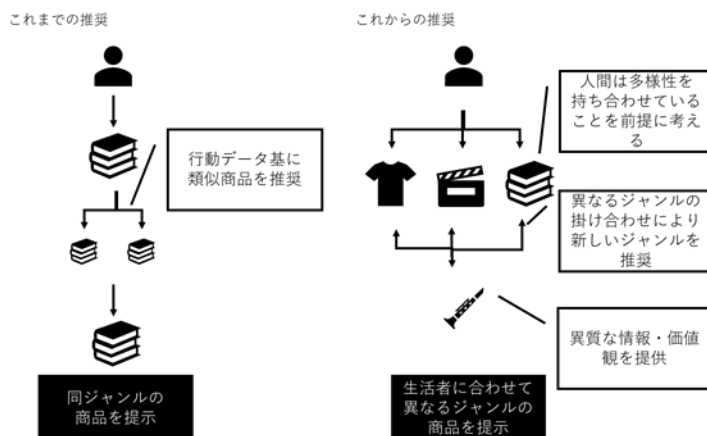 これまでの推奨
行動データ基に
類似商品を推奨
同ジャンルの
商品を提示
これからの推奨
人間は多様性を
持ち合わせている
ことを前提に考え
る
異なるジャンルの
掛け合わせにより
新しいジャンルを
推奨
異質な情報・価値
観を提供
生活者に合わせて
異なるジャンルの
商品を提示